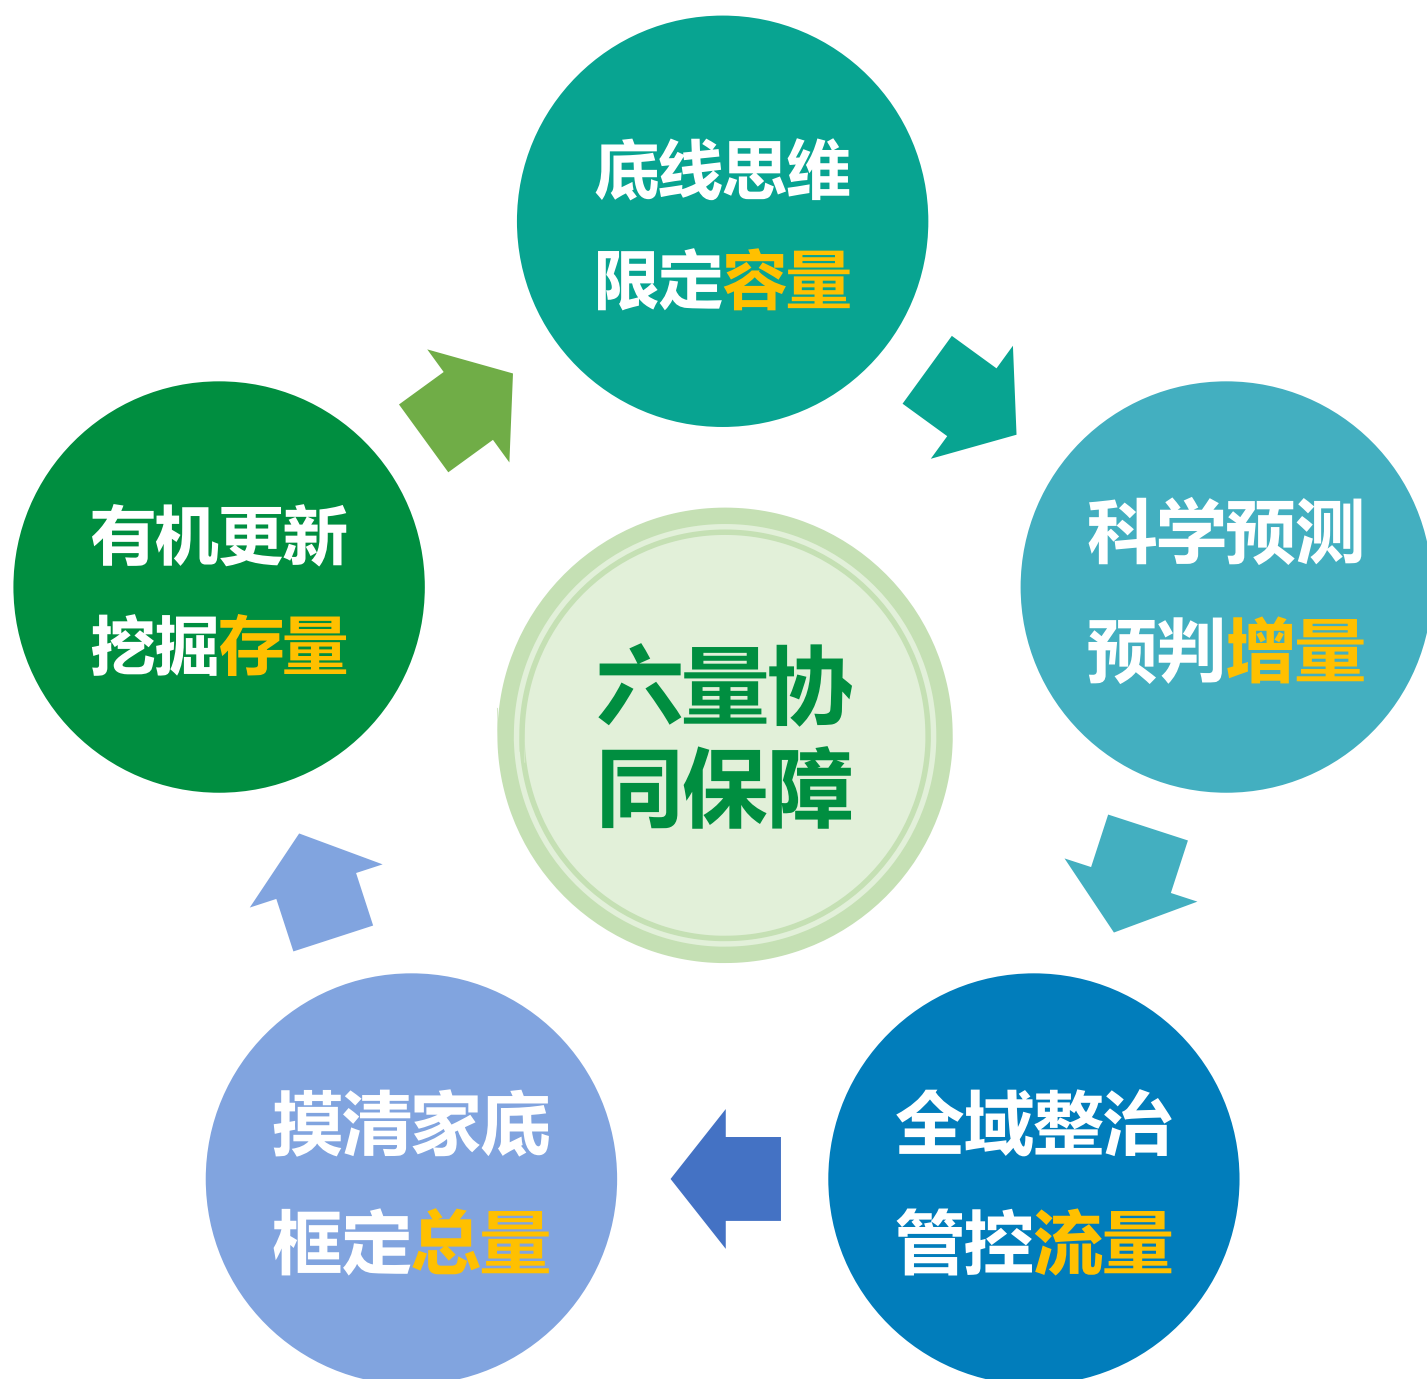 底线思维
限定容量
科学预测
预判增量
全域整治
管控流量
摸清家底
框定总量
有机更新
挖掘存量
六量协
同保障